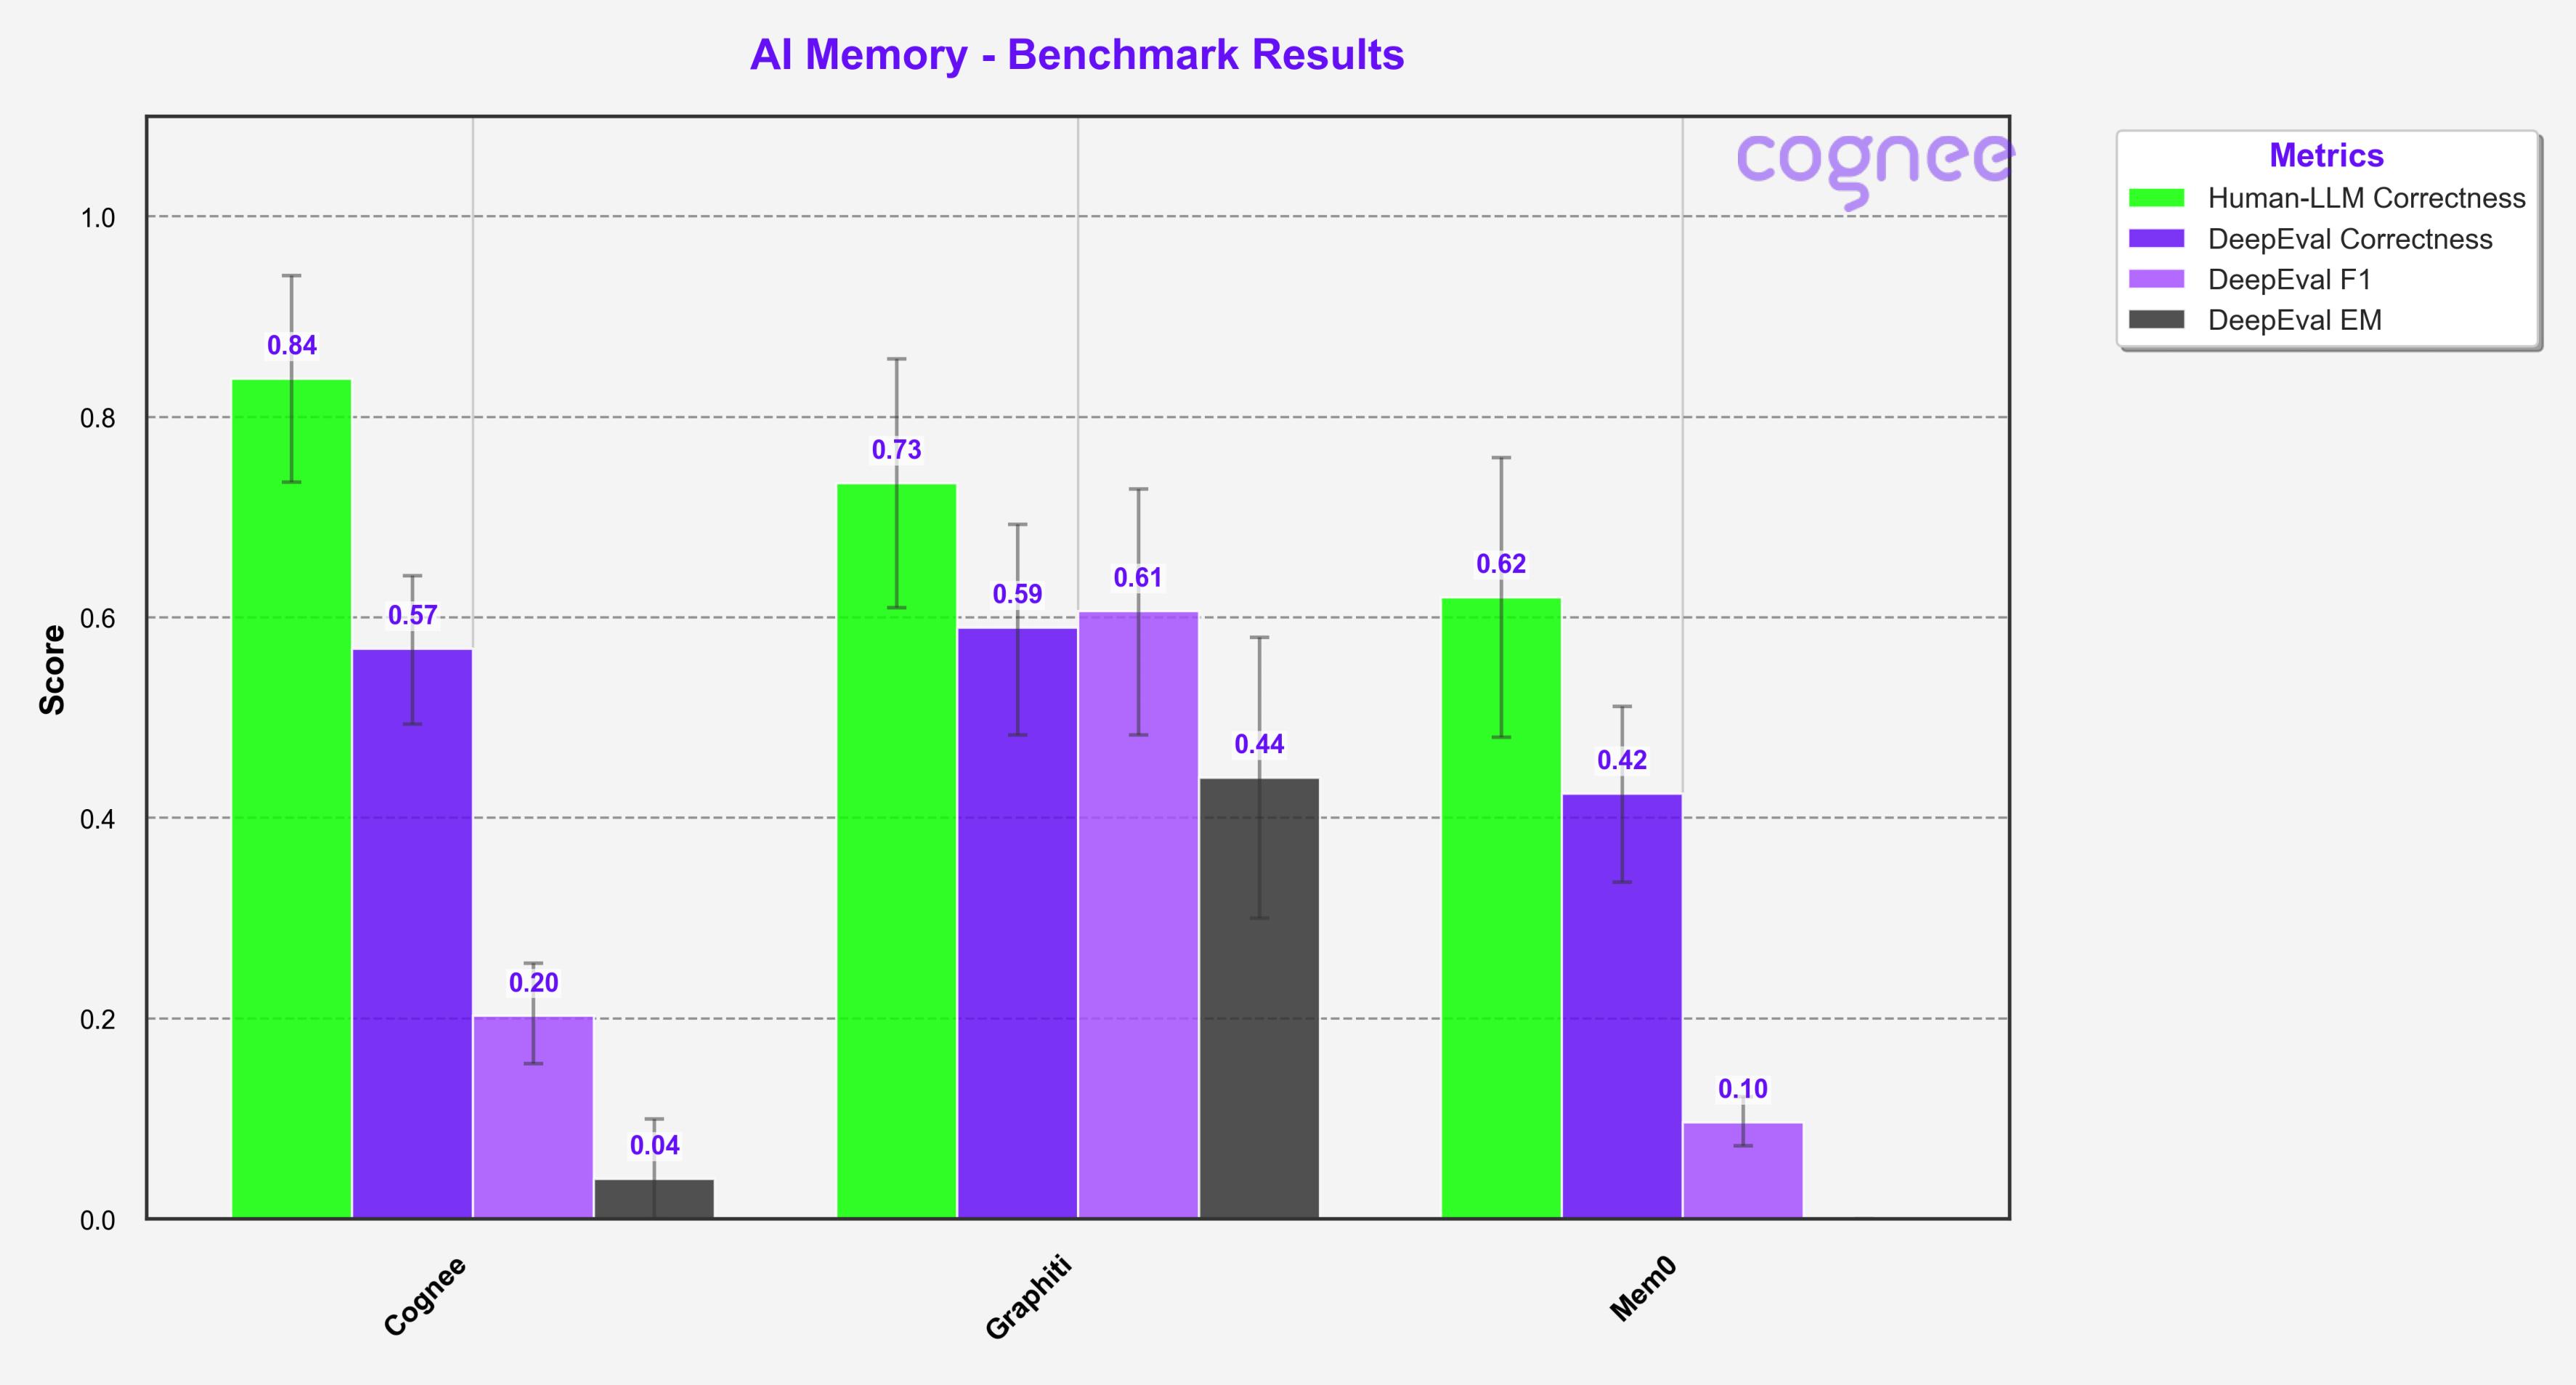 AI Memory - Benchmark Results
cognee
Metrics
Human-LLM Correctness
DeepEval Correctness
DeepEval F1
DeepEval EM
Score
1.0
0.8
0.6
0.4
0.2
0.0
0.84
0.57
0.20
0.04
0.73
0.59
0.61
0.44
0.62
0.42
0.10
Cognee
Graphiti
Mem0